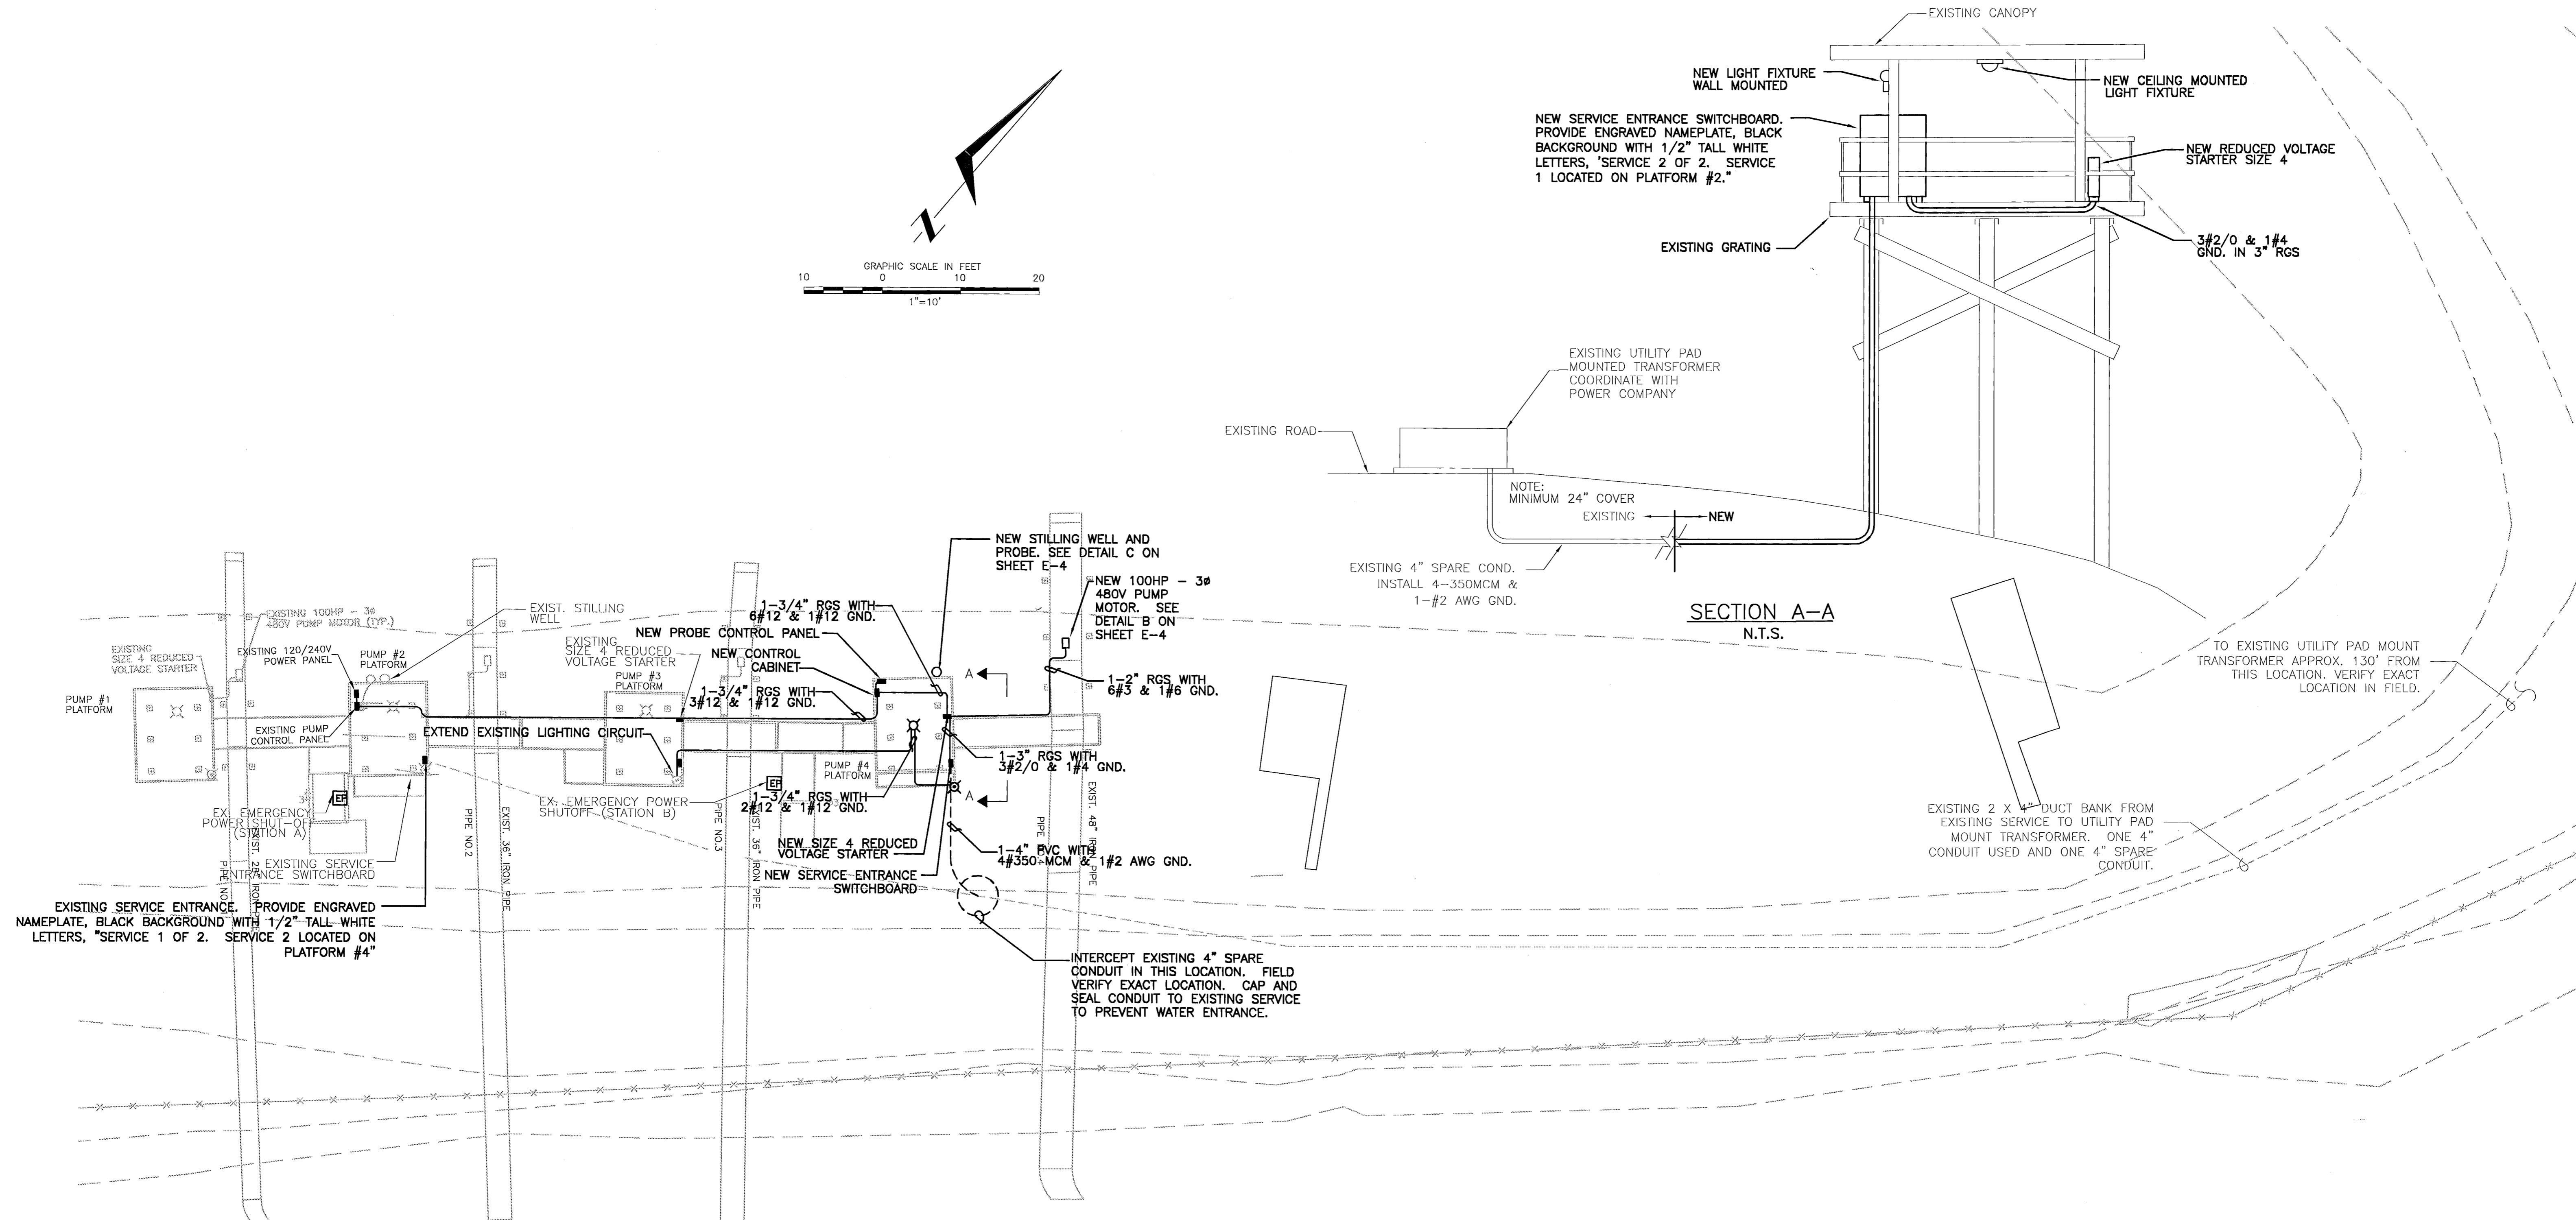 EXISTING CANOPY
NEW LIGHT FIXTURE
WALL MOUNTED
NEW CEILING MOUNTED
LIGHT FIXTURE
NEW SERVICE ENTRANCE SWITCHBOARD.
PROVIDE ENGRAVED NAMEPLATE, BLACK
BACKGROUND WITH 1/2" TALL WHITE
LETTERS, 'SERVICE 2 OF 2. SERVICE
1 LOCATED ON PLATFORM #2."
NEW REDUCED VOLTAGE
STARTER SIZE 4
EXISTING GRATING
3#2/0 & 1#4
GND. IN 3" RGS
N
GRAPHIC SCALE IN FEET
10 0 10 20
1"=10'
EXISTING UTILITY PAD
MOUNTED TRANSFORMER
COORDINATE WITH
POWER COMPANY
EXISTING ROAD
NOTE:
MINIMUM 24" COVER
EXISTING
NEW
EXISTING 4" SPARE COND.
INSTALL 4-350MCM &
1-#2 AWG GND.
SECTION A-A
N.T.S.
NEW STILLING WELL AND
PROBE. SEE DETAIL C ON
SHEET E-4
NEW 100HP - 3Ø
480V PUMP
MOTOR. SEE
DETAIL B ON
SHEET E-4
EXISTING 100HP - 3Ø
480V PUMP MOTOR (TYP.)
EXIST. STILLING
WELL
1-3/4" RGS WITH
6#12 & 1#12 GND.
NEW PROBE CONTROL PANEL
EXISTING
SIZE 4 REDUCED
VOLTAGE STARTER
EXISTING 120/240V
POWER PANEL
PUMP #2
PLATFORM
EXISTING
SIZE 4 REDUCED
VOLTAGE STARTER
NEW CONTROL
CABINET
PUMP #3
PLATFORM
1-3/4" RGS WITH
3#12 & 1#12 GND.
A
1-2" RGS WITH
6#3 & 1#6 GND.
PUMP #1
PLATFORM
EXISTING PUMP
CONTROL PANEL
EXTEND EXISTING LIGHTING CIRCUIT
1-3" RGS WITH
3#2/0 & 1#4 GND.
PUMP #4
PLATFORM
A
EP
EP
EX. EMERGENCY
POWER SHUT-OFF
(STATION A)
EX. EMERGENCY POWER
SHUTOFF (STATION B)
1-3/4" RGS WITH
2#12 & 1#12 GND.
NEW SIZE 4 REDUCED
VOLTAGE STARTER
1-4" PVC WITH
4#350 MCM & 1#2 AWG GND.
NEW SERVICE ENTRANCE
SWITCHBOARD
EXISTING SERVICE
ENTRANCE SWITCHBOARD
PIPE NO.1
EXIST. 28" IRON PIPE
PIPE NO.2
EXIST. 36" IRON PIPE
PIPE NO.3
EXIST. 36" IRON PIPE
PIPE
EXIST. 48" IRON PIPE
EXISTING SERVICE ENTRANCE. PROVIDE ENGRAVED
NAMEPLATE, BLACK BACKGROUND WITH 1/2" TALL WHITE
LETTERS, "SERVICE 1 OF 2. SERVICE 2 LOCATED ON
PLATFORM #4"
INTERCEPT EXISTING 4" SPARE
CONDUIT IN THIS LOCATION. FIELD
VERIFY EXACT LOCATION. CAP AND
SEAL CONDUIT TO EXISTING SERVICE
TO PREVENT WATER ENTRANCE.
TO EXISTING UTILITY PAD MOUNT
TRANSFORMER APPROX. 130' FROM
THIS LOCATION. VERIFY EXACT
LOCATION IN FIELD.
EXISTING 2 X 4" DUCT BANK FROM
EXISTING SERVICE TO UTILITY PAD
MOUNT TRANSFORMER. ONE 4"
CONDUIT USED AND ONE 4" SPARE
CONDUIT.